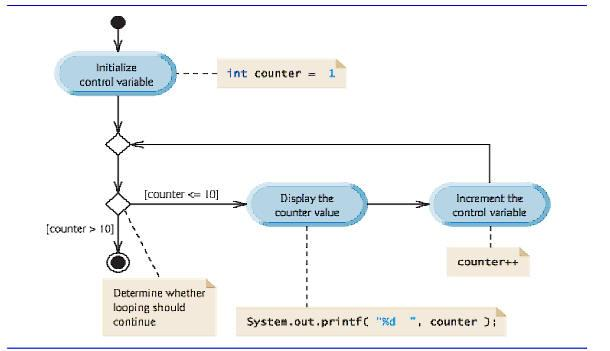 Initialize
control variable
int counter = 1
[counter <= 10]
Display the
counter value
Increment the
control variable
[counter > 10]
counter++
Determine whether
looping should
continue
System.out.printf( "%d  ", counter );